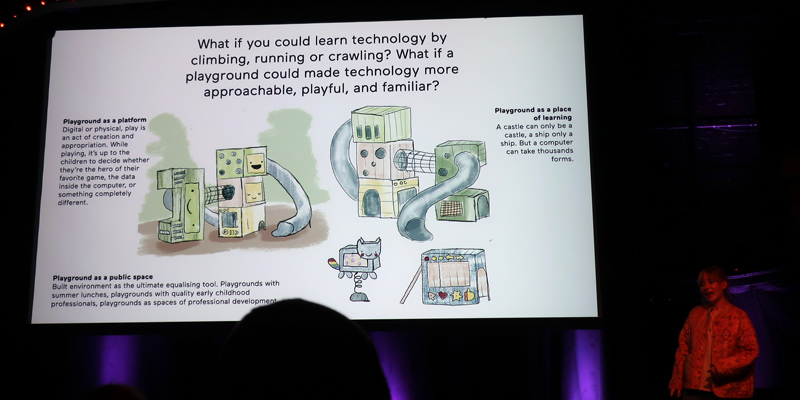 What if you could learn technology by
climbing, running or crawling? What if a
playground could made technology more
approachable, playful, and familiar?
Playground as a platform
Digital or physical, play is
an act of creation and
appropriation. While
playing, it's up to the
children to decide whether
they're the hero of their
favorite game, the data
inside the computer, or
something completely
different.
Playground as a place
of learning
A castle can only be a
castle, a ship only a
ship. But a computer
can take thousands
forms.
Playground as a public space
Built environment as the ultimate equalising tool. Playgrounds with
summer lunches, playgrounds with quality early childhood
professionals, playgrounds as spaces of professional development